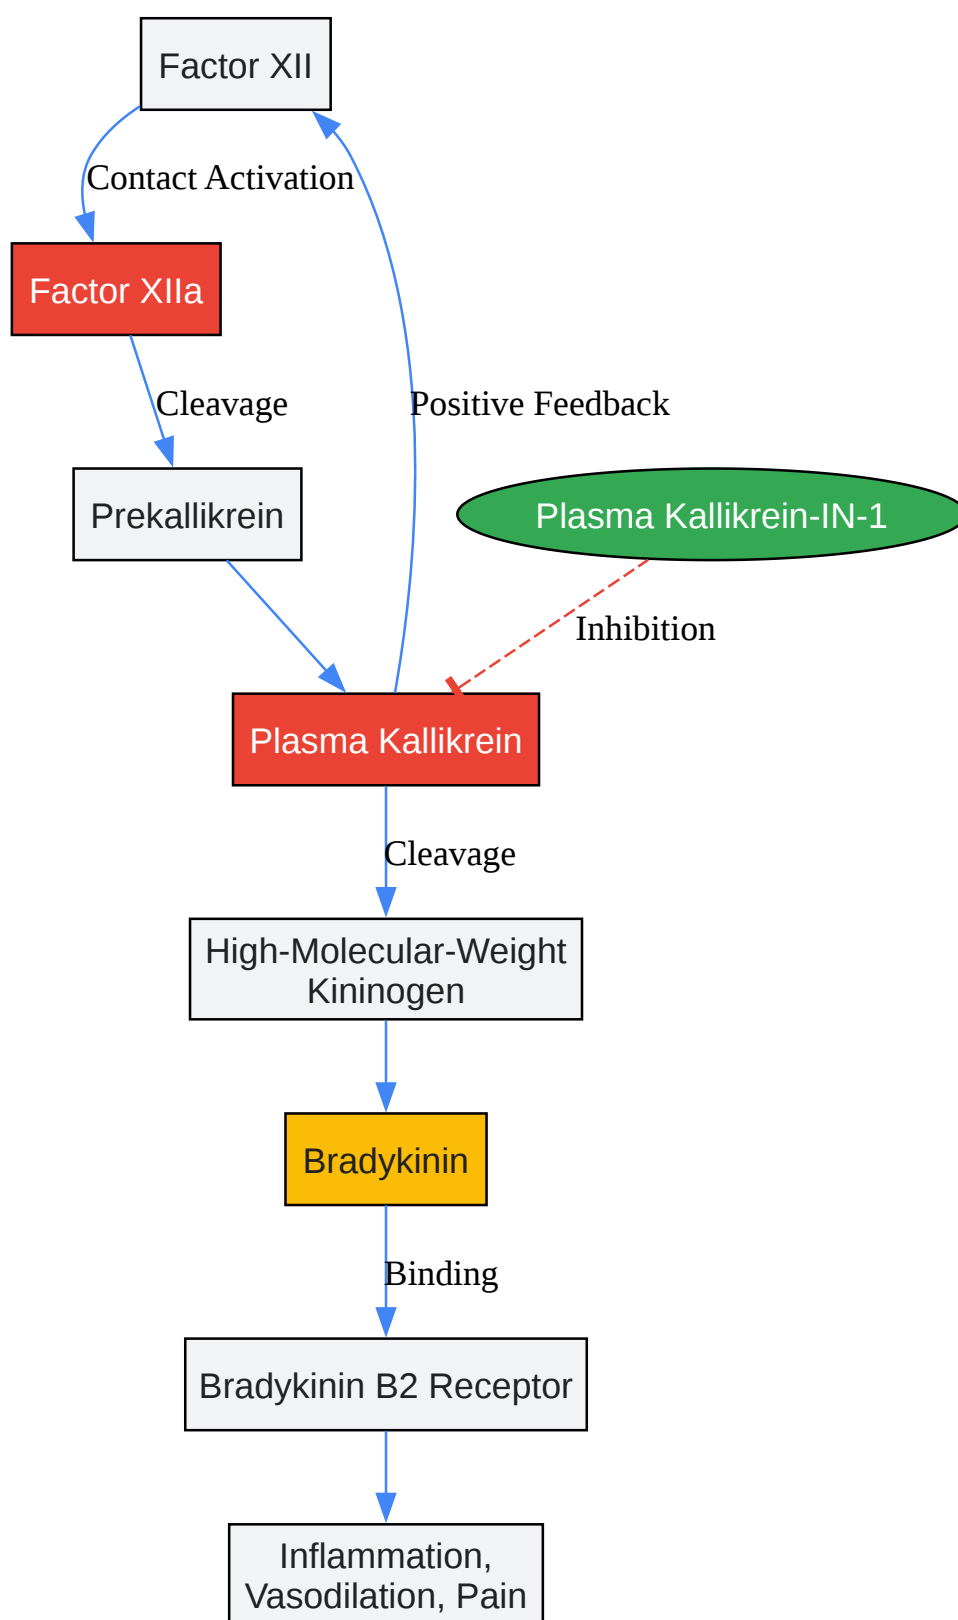 Factor XII
Contact Activation
Factor XIIa
Cleavage
Positive Feedback
Prekallikrein
Plasma Kallikrein-IN-1
Inhibition
Plasma Kallikrein
Cleavage
High-Molecular-Weight
Kininogen
Bradykinin
Binding
Bradykinin B2 Receptor
Inflammation,
Vasodilation, Pain